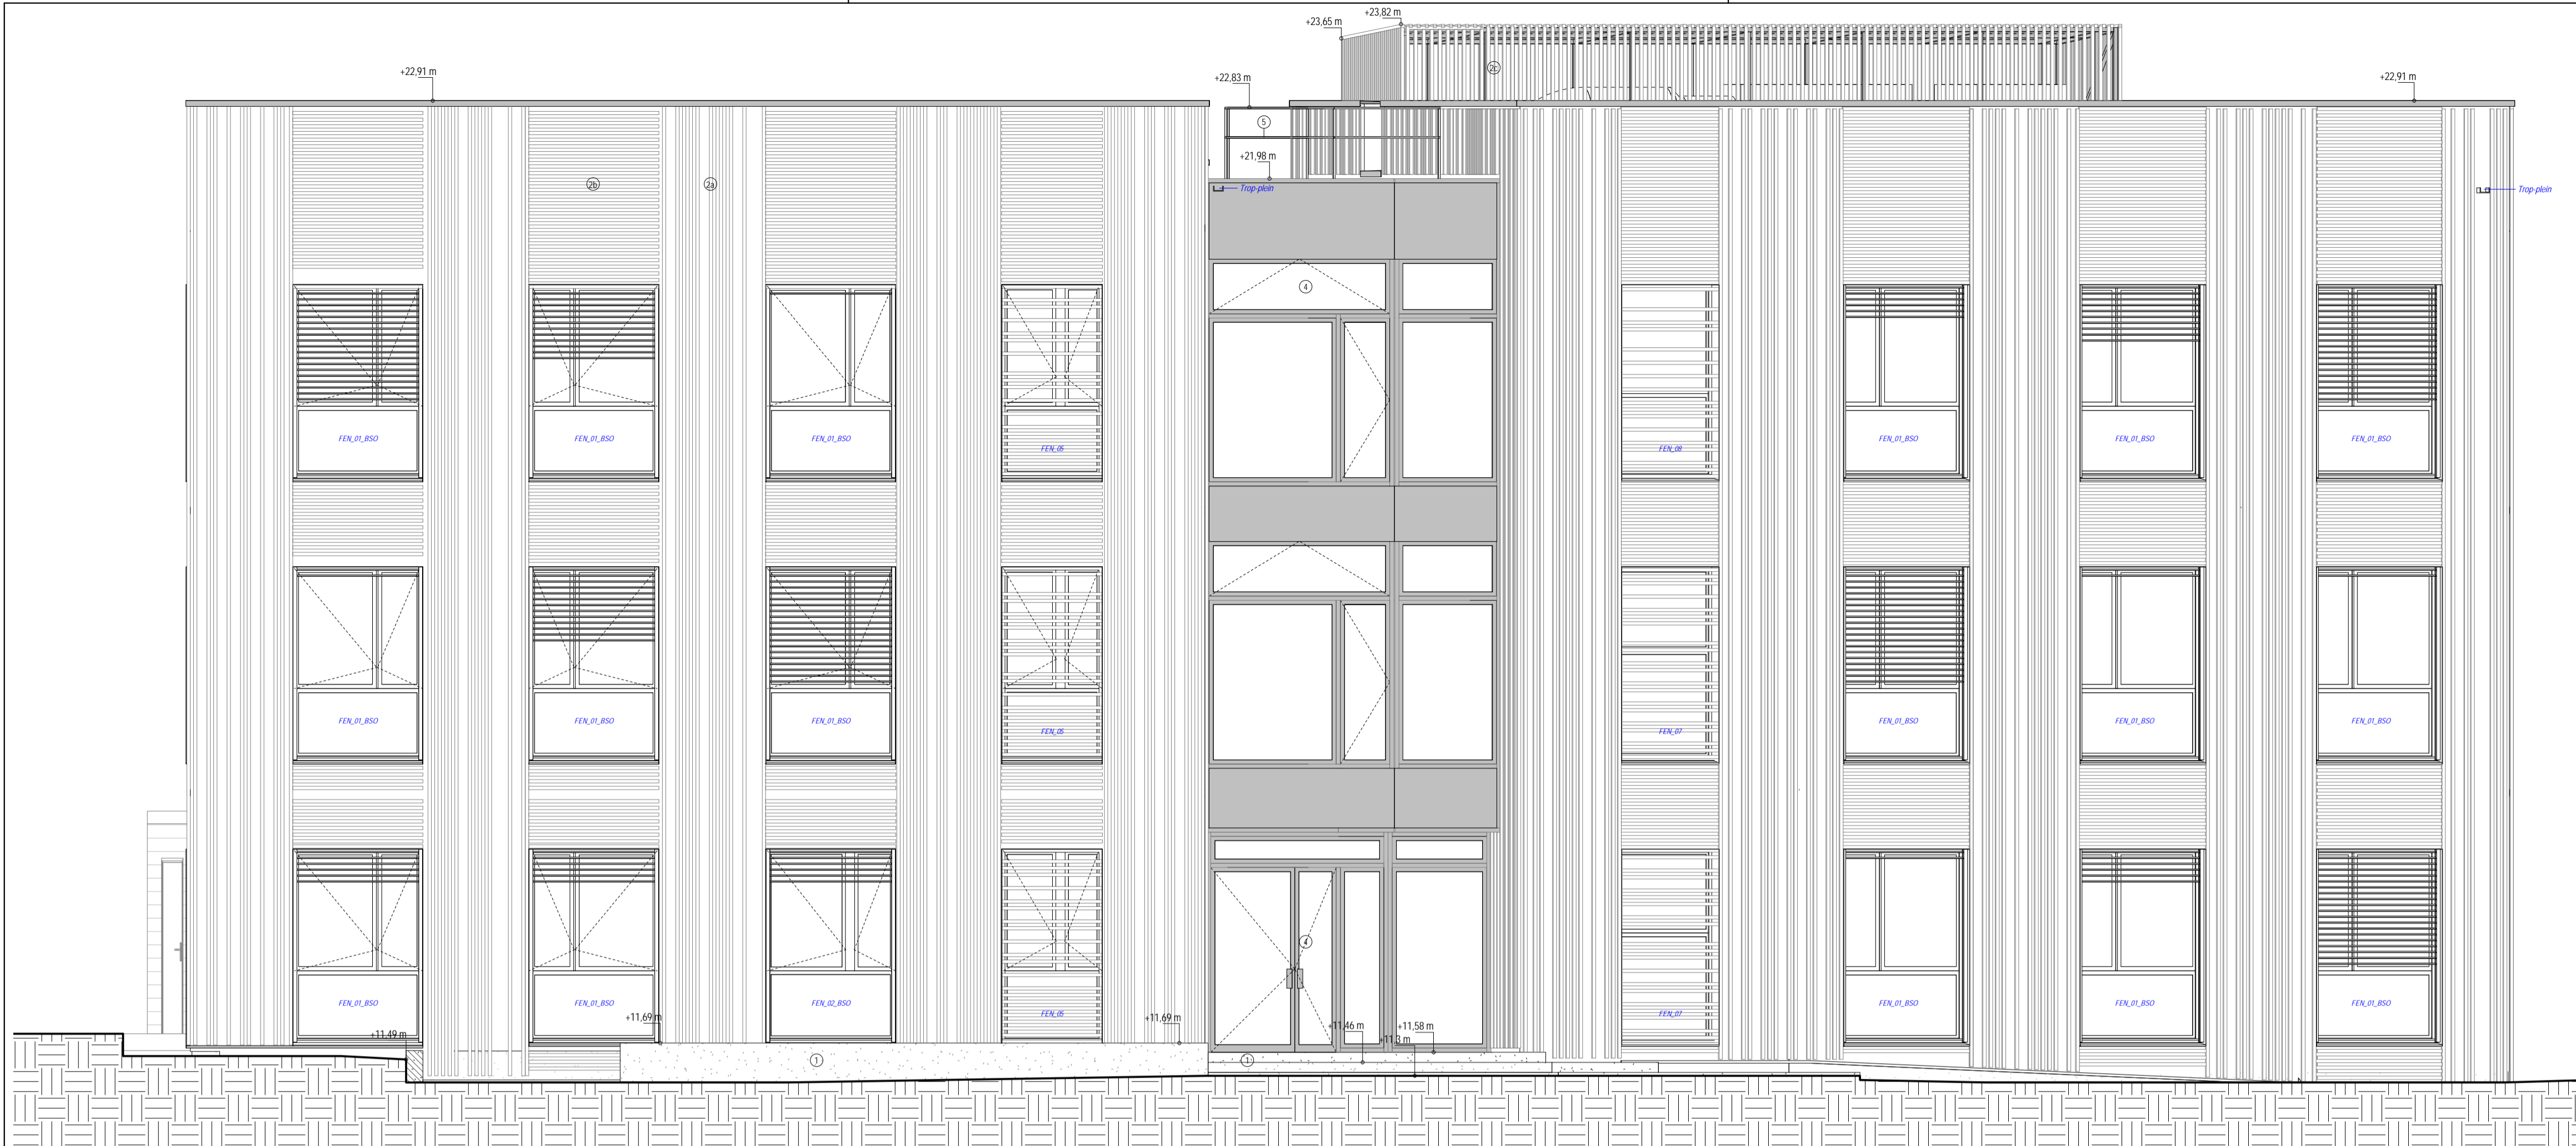 +23,82 m
+23,65 m
+22,91 m
+22,83 m
+22,91 m
2c
5
+21,98 m
2b
2a
Trop-plein
Trop-plein
4
FEN_01_BSO
FEN_01_BSO
FEN_01_BSO
FEN_05
FEN_08
FEN_01_BSO
FEN_01_BSO
FEN_01_BSO
FEN_01_BSO
FEN_01_BSO
FEN_01_BSO
FEN_05
FEN_07
FEN_01_BSO
FEN_01_BSO
FEN_01_BSO
4
FEN_01_BSO
FEN_01_BSO
FEN_02_BSO
FEN_05
FEN_07
FEN_01_BSO
FEN_01_BSO
FEN_01_BSO
+11,49 m
+11,69 m
+11,69 m
+11,46 m
+11,58 m
+11,3 m
1
1